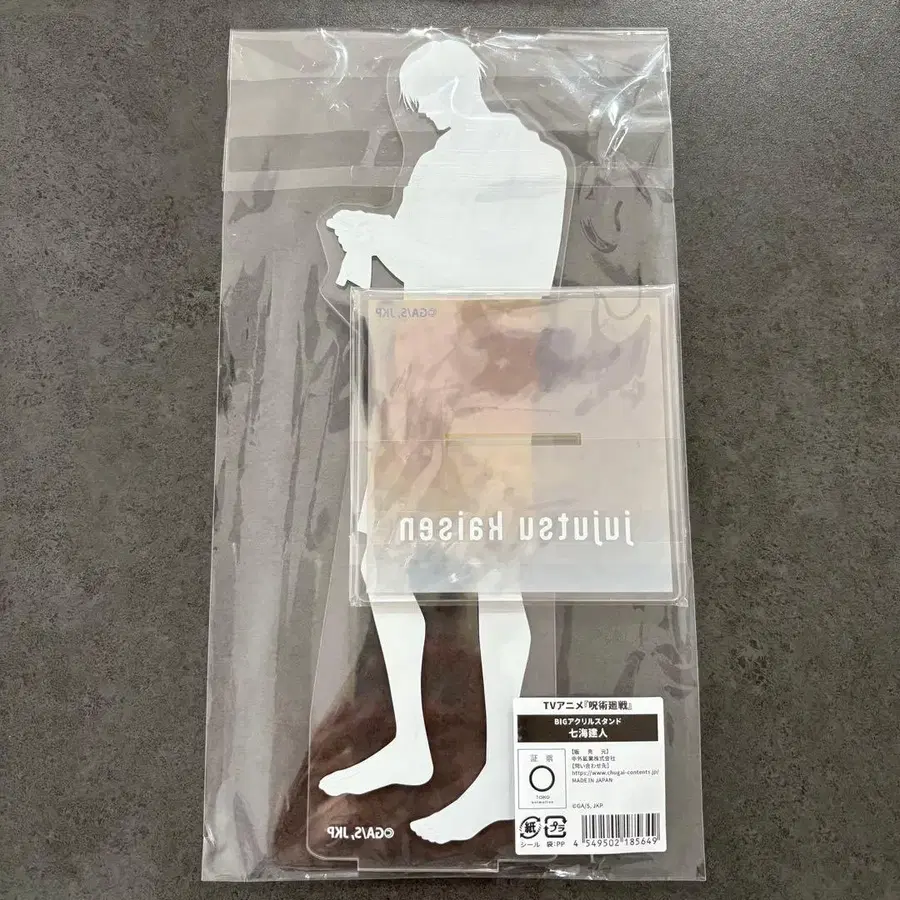 ©GA/S, JKP
jujutsu kaisen
©GA/S, JKP
TVアニメ『呪術廻戦』
BIGアクリルスタンド
七海建人
【販 売 元】
中外鉱業株式会社
【問い合わせ先】
https://www.chugai-contents.jp/
MADE IN JAPAN
証 票
TOHO
animation
©GA/S, JKP
紙 プラ
シール 袋:PP
4 549502 185649